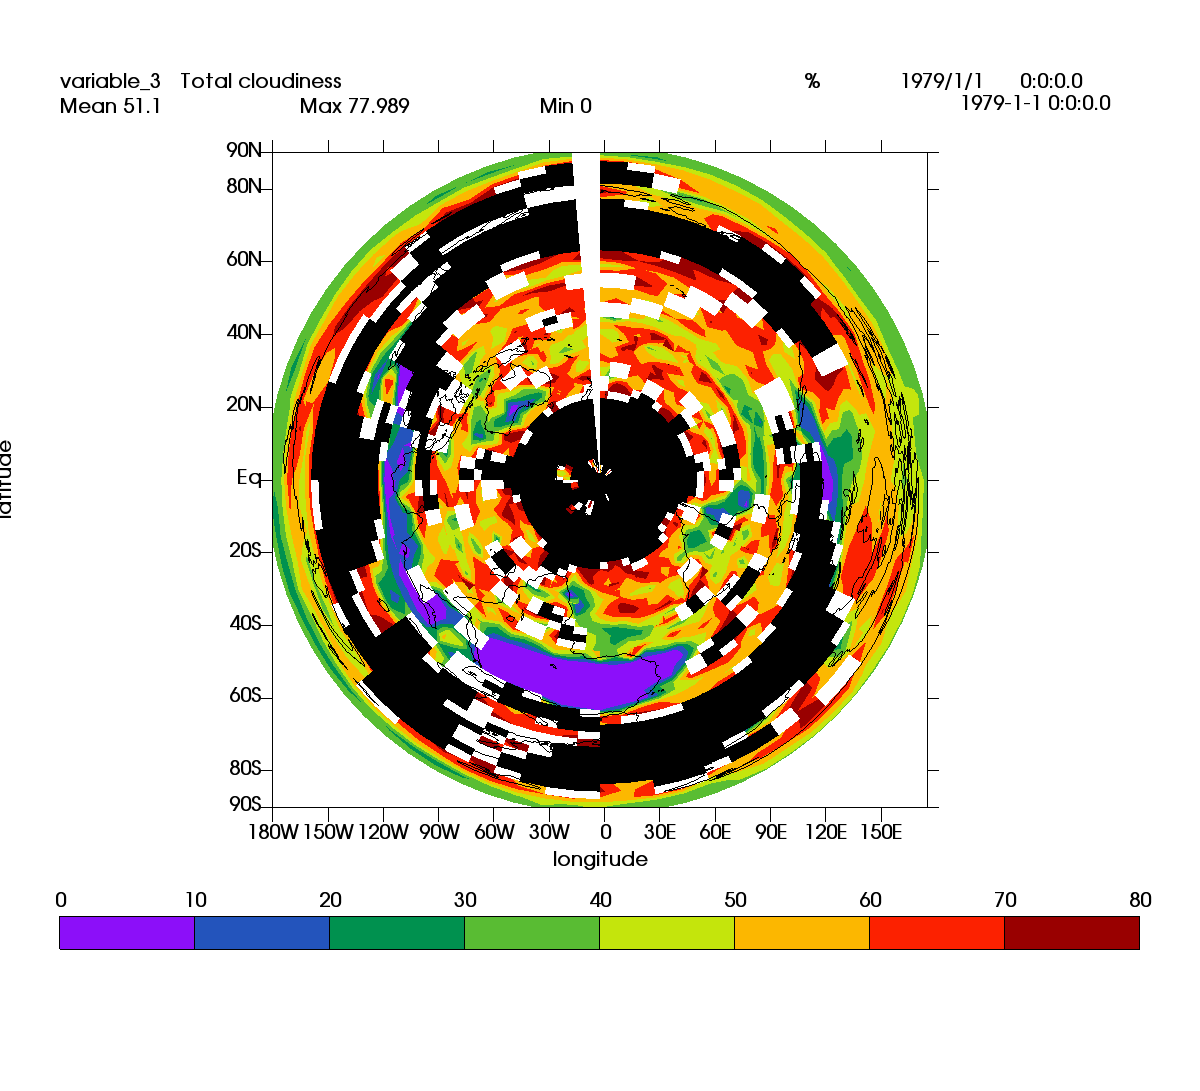 variable_3 Total cloudiness % 1979/1/1 0:0:0.0
Mean 51.1 Max 77.989 Min 0 1979-1-1 0:0:0.0
90N
80N
60N
40N
20N
Eq
20S
40S
60S
80S
90S
latitude
180W 150W 120W 90W 60W 30W 0 30E 60E 90E 120E 150E
longitude
0 10 20 30 40 50 60 70 80